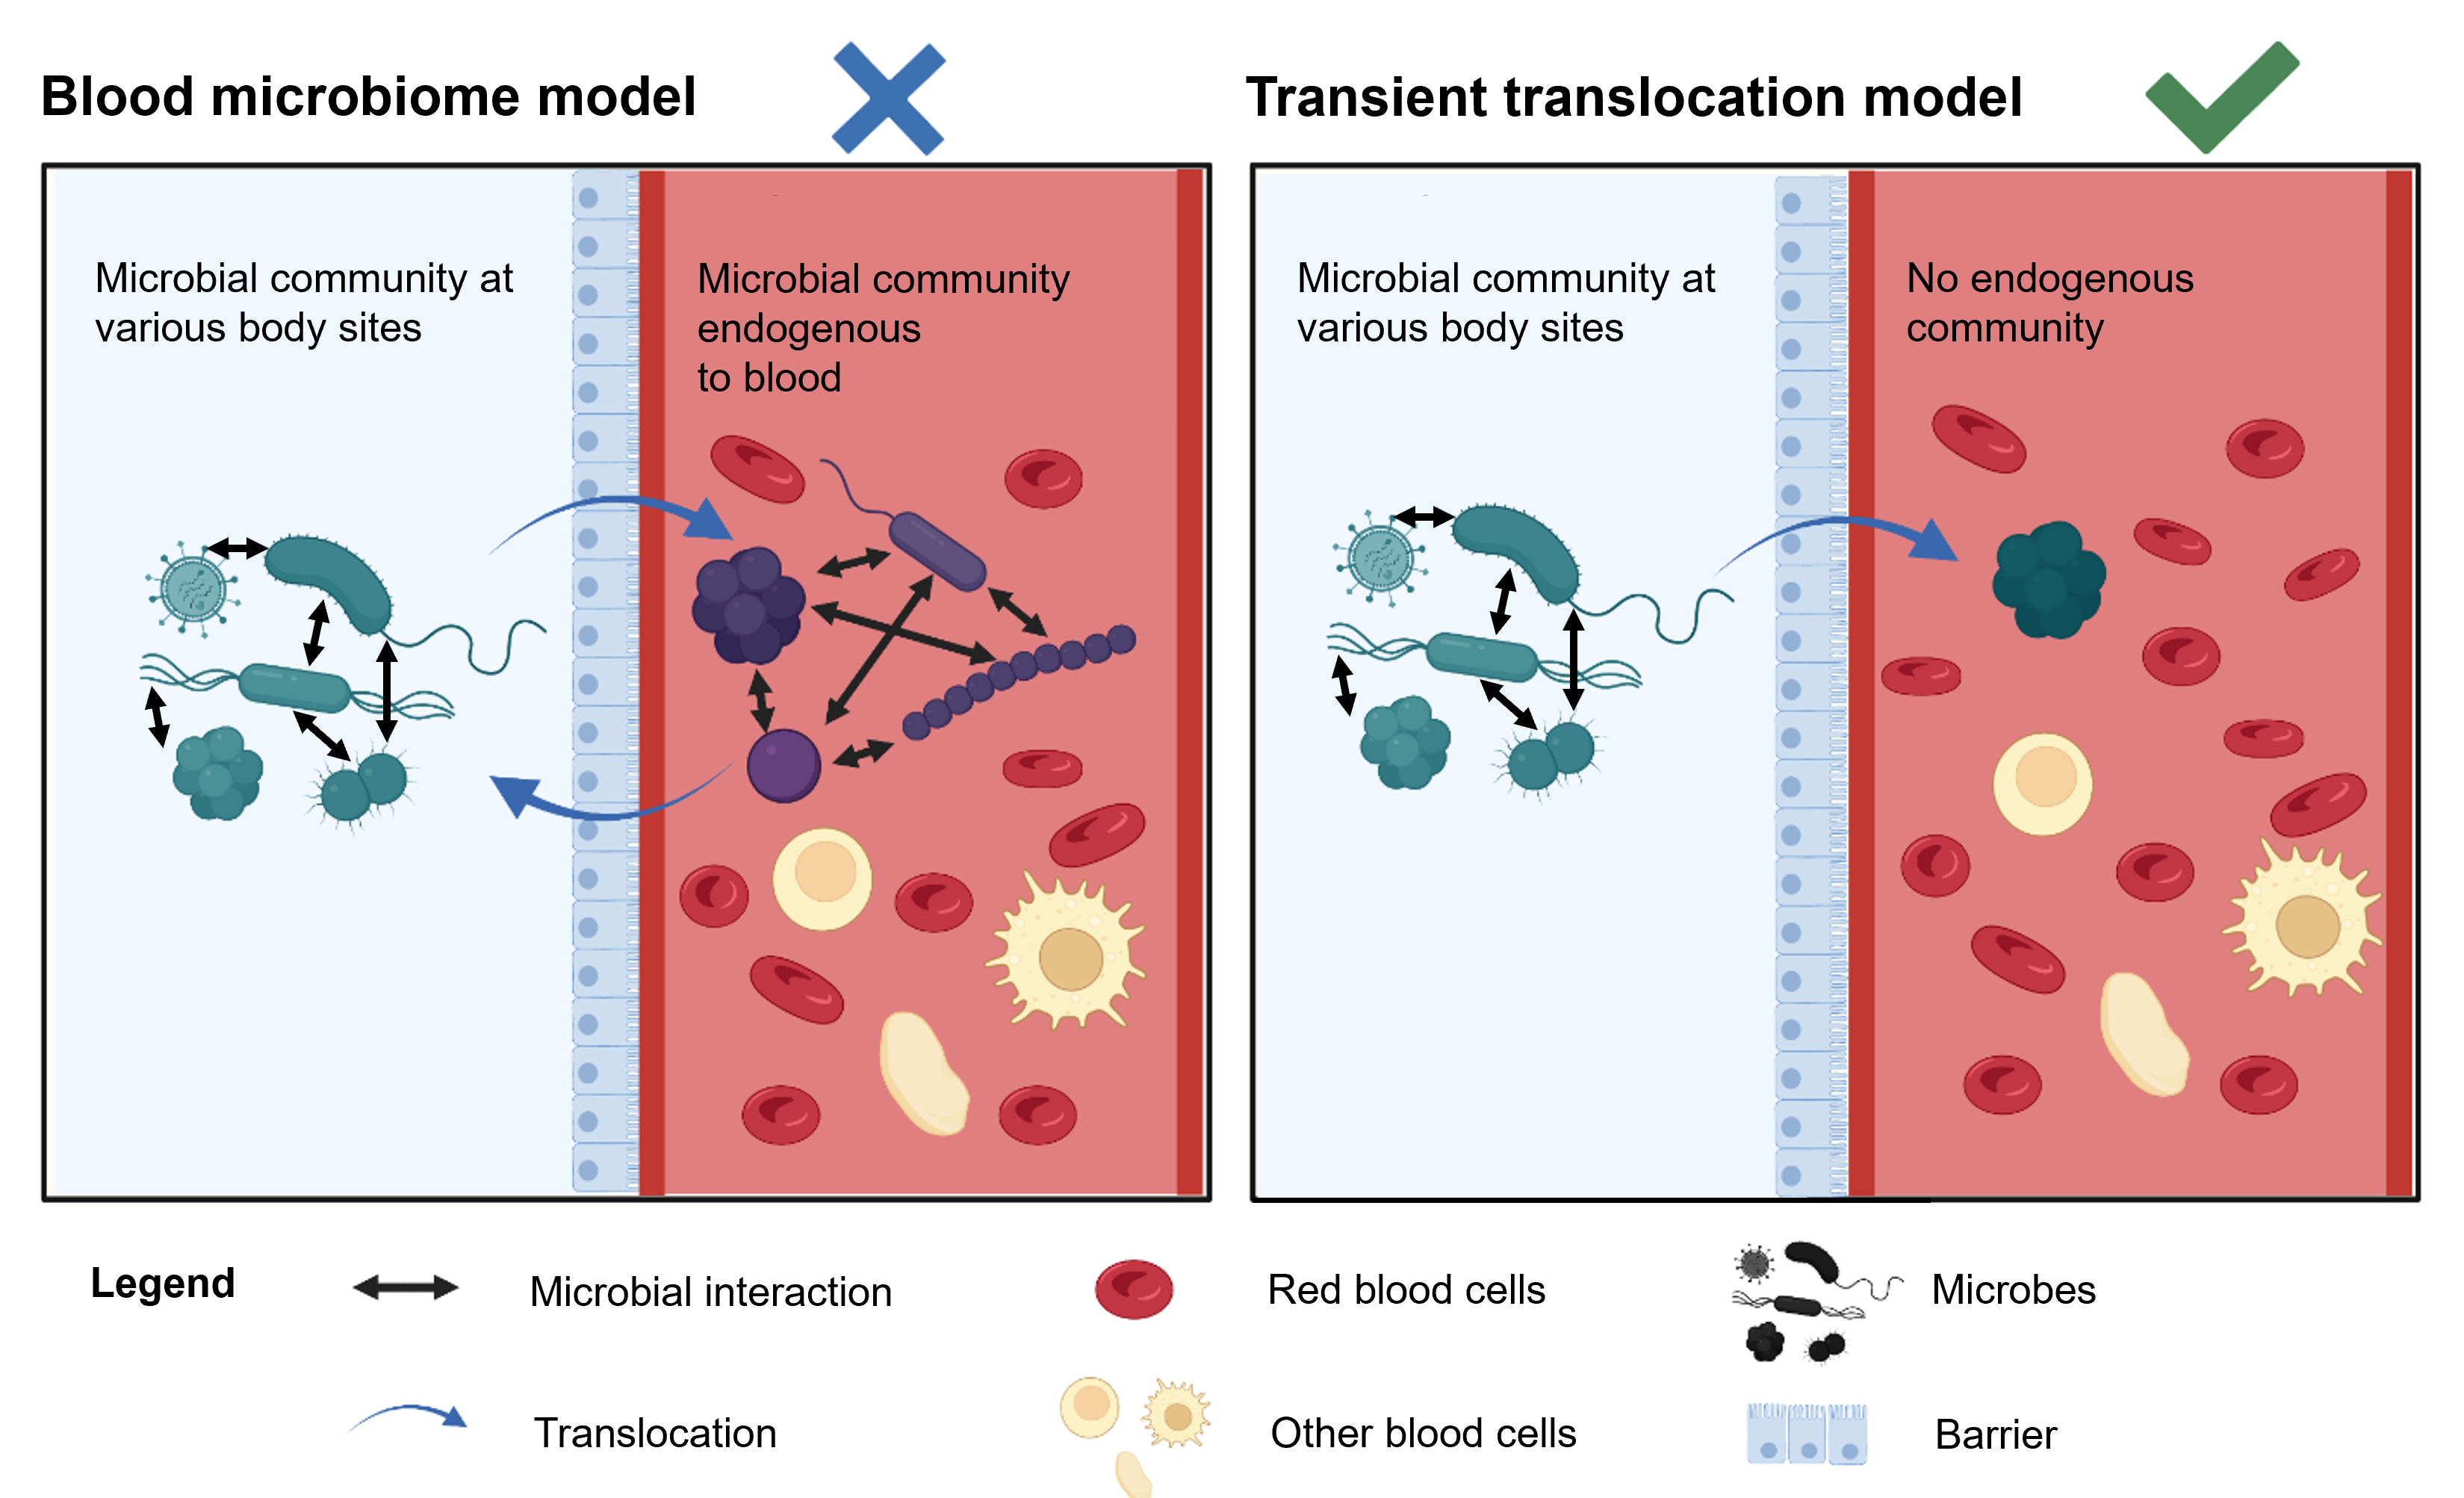 Blood microbiome model
Transient translocation model
Microbial community at
various body sites
Microbial community
endogenous
to blood
Microbial community at
various body sites
No endogenous
community
Legend
Microbial interaction
Red blood cells
Microbes
Translocation
Other blood cells
Barrier